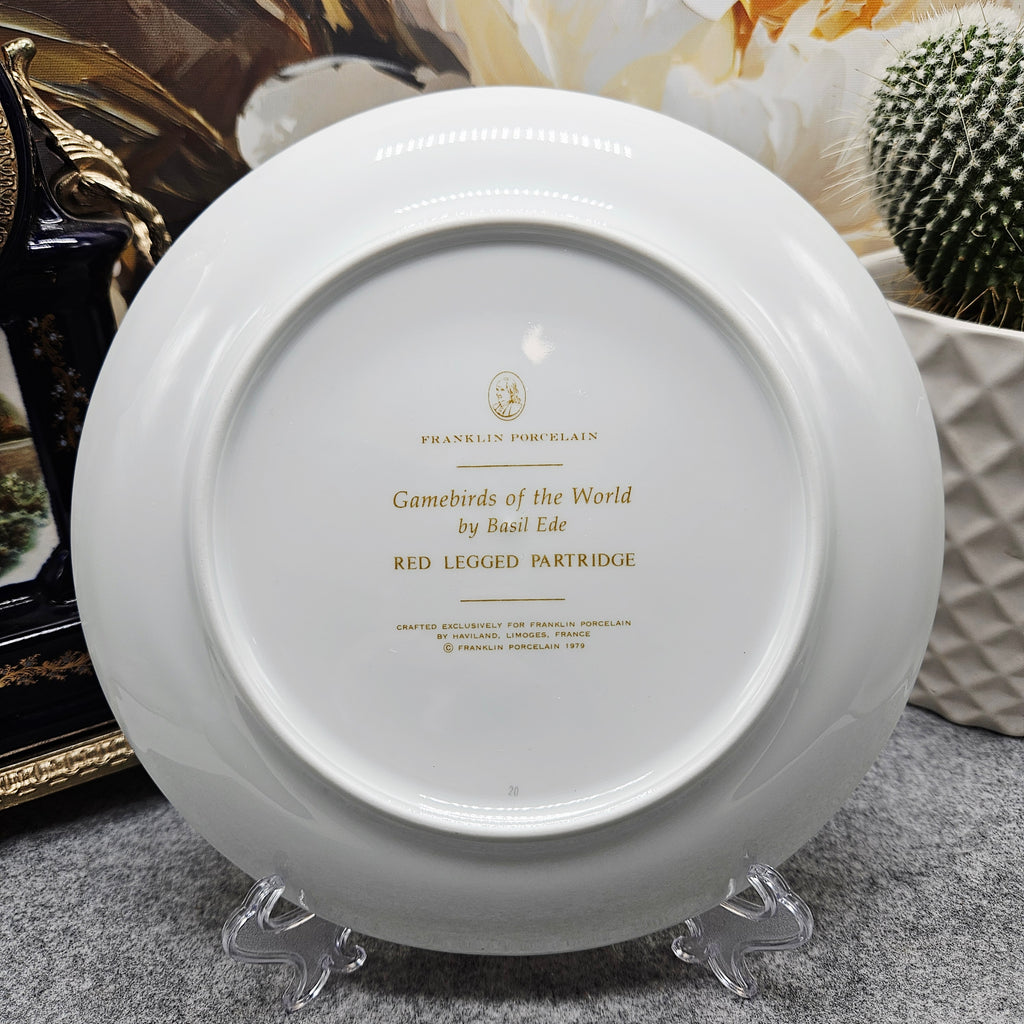 FRANKLIN PORCELAIN
Gamebirds of the World
by Basil Ede
RED LEGGED PARTRIDGE
CRAFTED EXCLUSIVELY FOR FRANKLIN PORCELAIN
BY HAVILAND, LIMOGES, FRANCE
© FRANKLIN PORCELAIN 1979
20